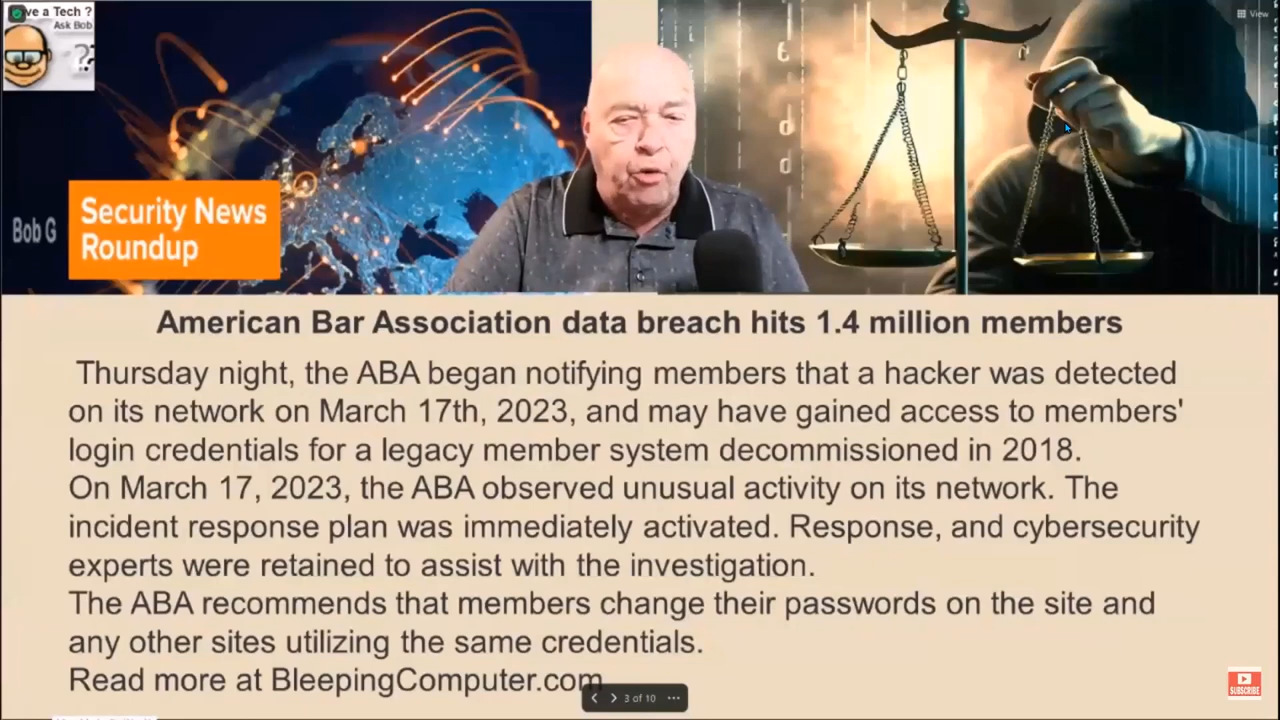 ve a Tech ?
Ask Bob
??
View
Bob G
Security News
Roundup
American Bar Association data breach hits 1.4 million members
Thursday night, the ABA began notifying members that a hacker was detected
on its network on March 17th, 2023, and may have gained access to members'
login credentials for a legacy member system decommissioned in 2018.
On March 17, 2023, the ABA observed unusual activity on its network. The
incident response plan was immediately activated. Response, and cybersecurity
experts were retained to assist with the investigation.
The ABA recommends that members change their passwords on the site and
any other sites utilizing the same credentials.
Read more at BleepingComputer.com
3 of 10
SUBSCRIBE